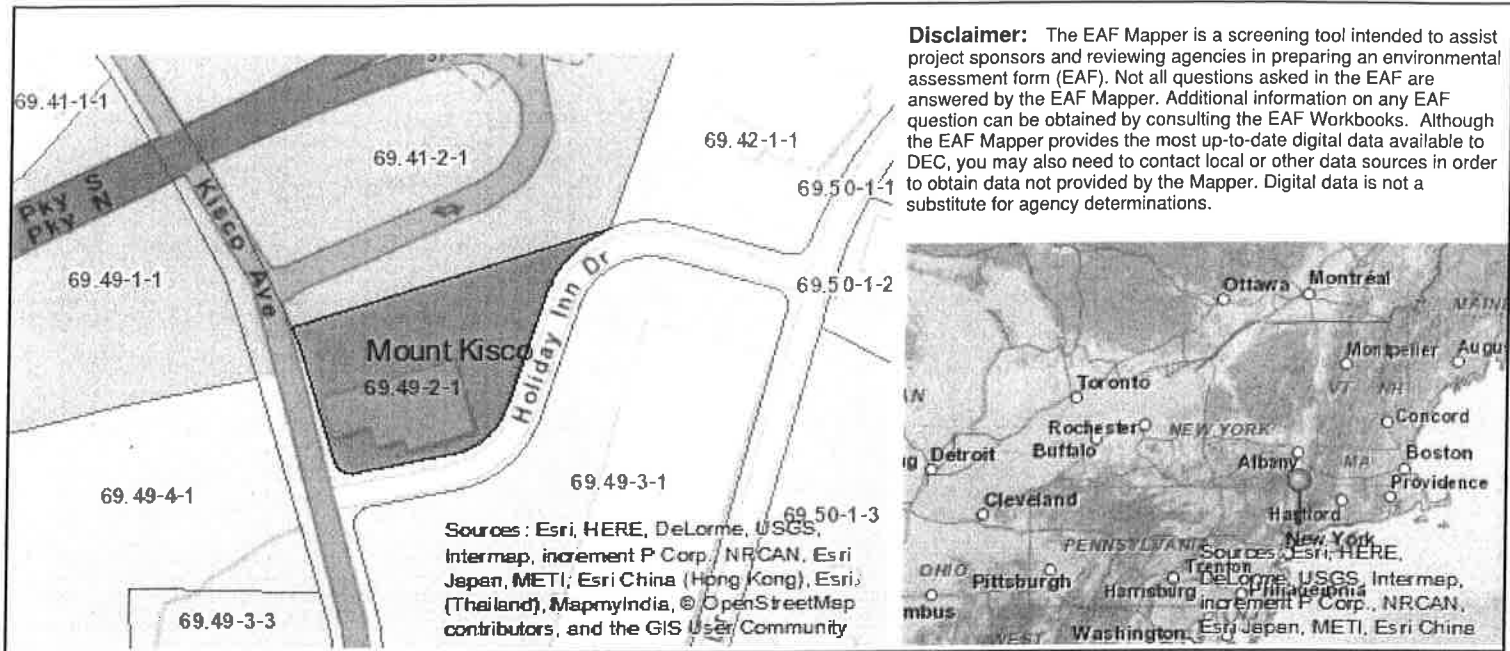 Disclaimer: The EAF Mapper is a screening tool intended to assist
project sponsors and reviewing agencies in preparing an environmental
assessment form (EAF). Not all questions asked in the EAF are
answered by the EAF Mapper. Additional information on any EAF
question can be obtained by consulting the EAF Workbooks. Although
the EAF Mapper provides the most up-to-date digital data available to
DEC, you may also need to contact local or other data sources in order
to obtain data not provided by the Mapper. Digital data is not a
substitute for agency determinations.
69.41-1-1
69.41-2-1
69.42-1-1
69.50-1-1
Pky S
Pky N
Kisco Ave
69.49-1-1
Holiday Inn Dr
69.50-1-2
Mount Kisco
69.49-2-1
69.49-4-1
69.49-3-1
69.50-1-3
69.49-3-3
Sources: Esri, HERE, DeLorme, USGS,
Intermap, increment P Corp., NRCAN, Esri
Japan, METI, Esri China (Hong Kong), Esri
(Thailand), MapmyIndia, © OpenStreetMap
contributors, and the GIS User Community
Ottawa
Montréal
MAIN
Montpelier
Augu
Toronto
VT
NH
Concord
Rochester
NEW YORK
Buffalo
Boston
Detroit
Albany
MA
Providence
Cleveland
Hartford
New York
PENNSYLVANIA
OHIO
Pittsburgh
Trenton
Harrisburg
Philadelphia
mbus
WEST
Washington
Sources: Esri, HERE,
DeLorme, USGS, Intermap,
increment P Corp., NRCAN,
Esri Japan, METI, Esri China